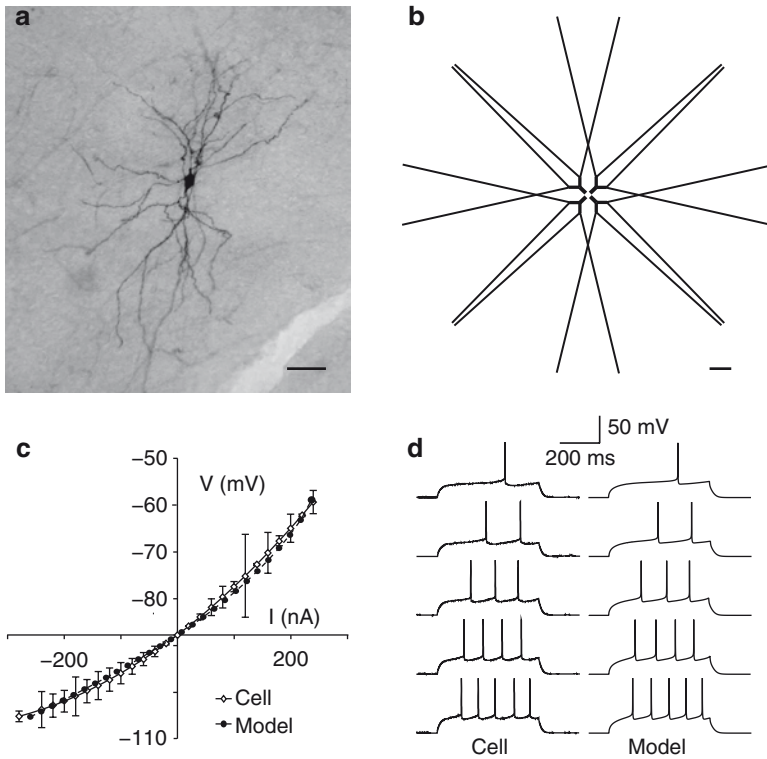 a
b
c
−50
V (mV)
−60
−70
−80
I (nA)
−200
200
Cell
Model
−110
d
50 mV
200 ms
Cell
Model